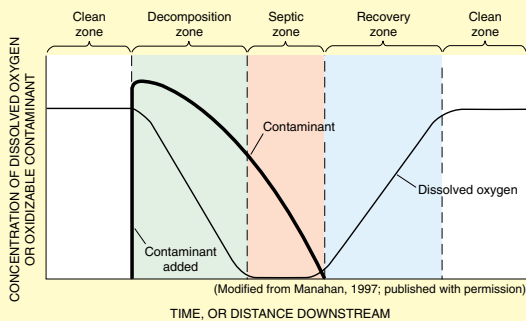 Clean
zone
Decomposition
zone
Septic
zone
Recovery
zone
Clean
zone
CONCENTRATION OF DISSOLVED OXYGEN
OR OXIDIZABLE CONTAMINANT
Contaminant
Dissolved oxygen
Contaminant
added
(Modified from Manahan, 1997; published with permission)
TIME, OR DISTANCE DOWNSTREAM